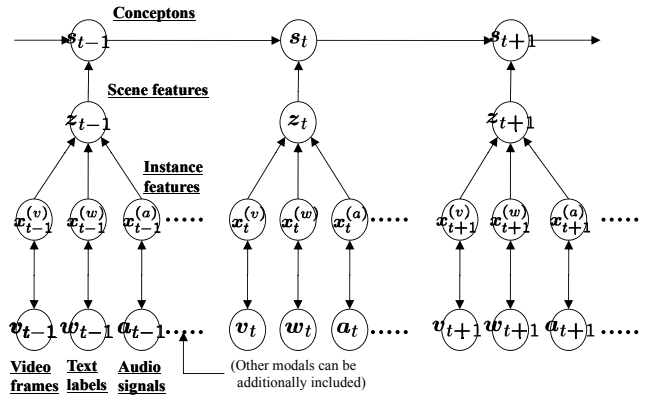 Conceptons
s_{t-1} s_t s_{t+1}
Scene features
z_{t-1} z_t z_{t+1}
Instance
features
x_{t-1}^{(v)} x_{t-1}^{(w)} x_{t-1}^{(a)} ..... x_t^{(v)} x_t^{(w)} x_t^{(a)} ..... x_{t+1}^{(v)} x_{t+1}^{(w)} x_{t+1}^{(a)} .....
v_{t-1} w_{t-1} a_{t-1} ..... v_t w_t a_t ..... v_{t+1} w_{t+1} a_{t+1} .....
Video Text Audio
frames labels signals
(Other modals can be
additionally included)